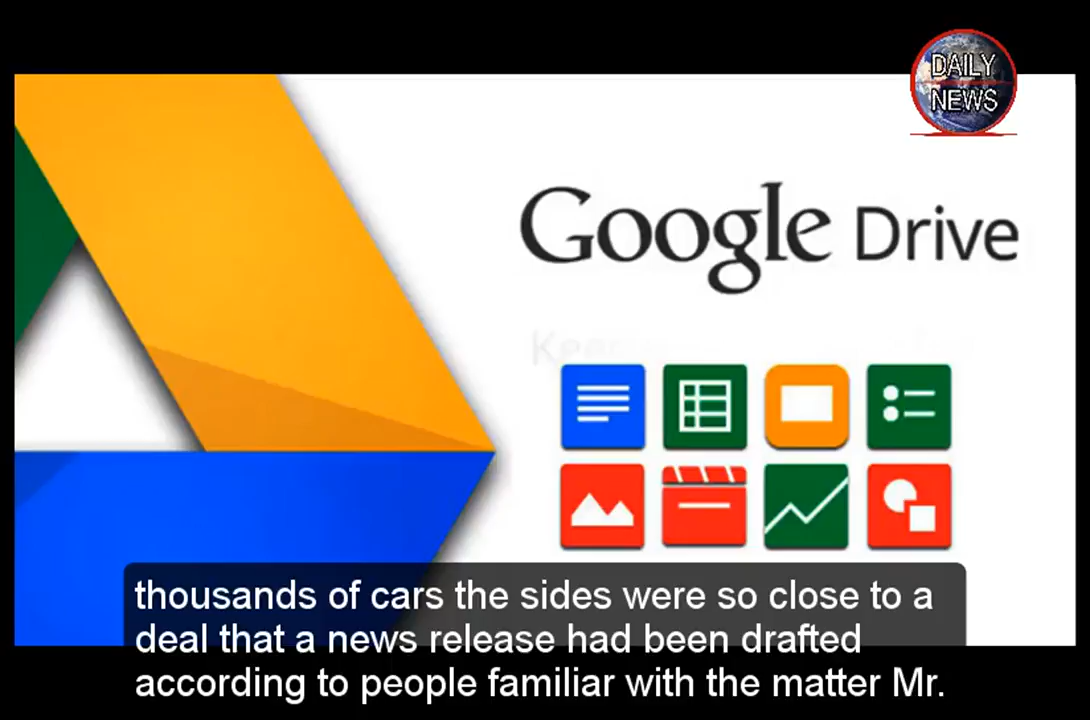 DAILY
NEWS
Google Drive
thousands of cars the sides were so close to a
deal that a news release had been drafted
according to people familiar with the matter Mr.